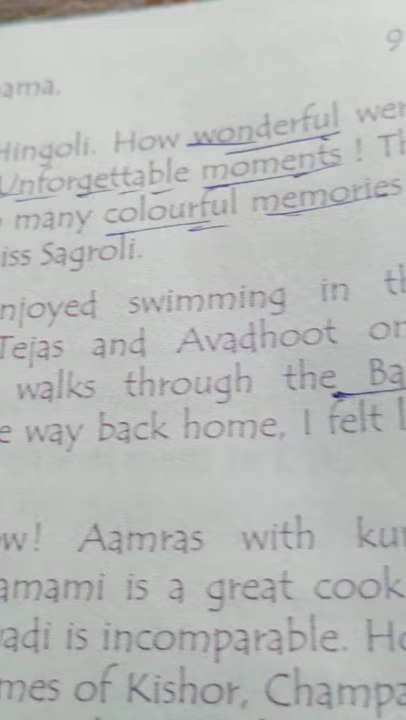 9
ama,
Hingoli. How wonderful wer
Unforgettable moments ! Th
many colourful memories
iss Sagroli.
njoyed swimming in th
Tejas and Avadhoot on
walks through the Ba
e way back home, I felt l
w! Aamras with kur
amami is a great cook
adi is incomparable. Ho
mes of Kishor, Champa